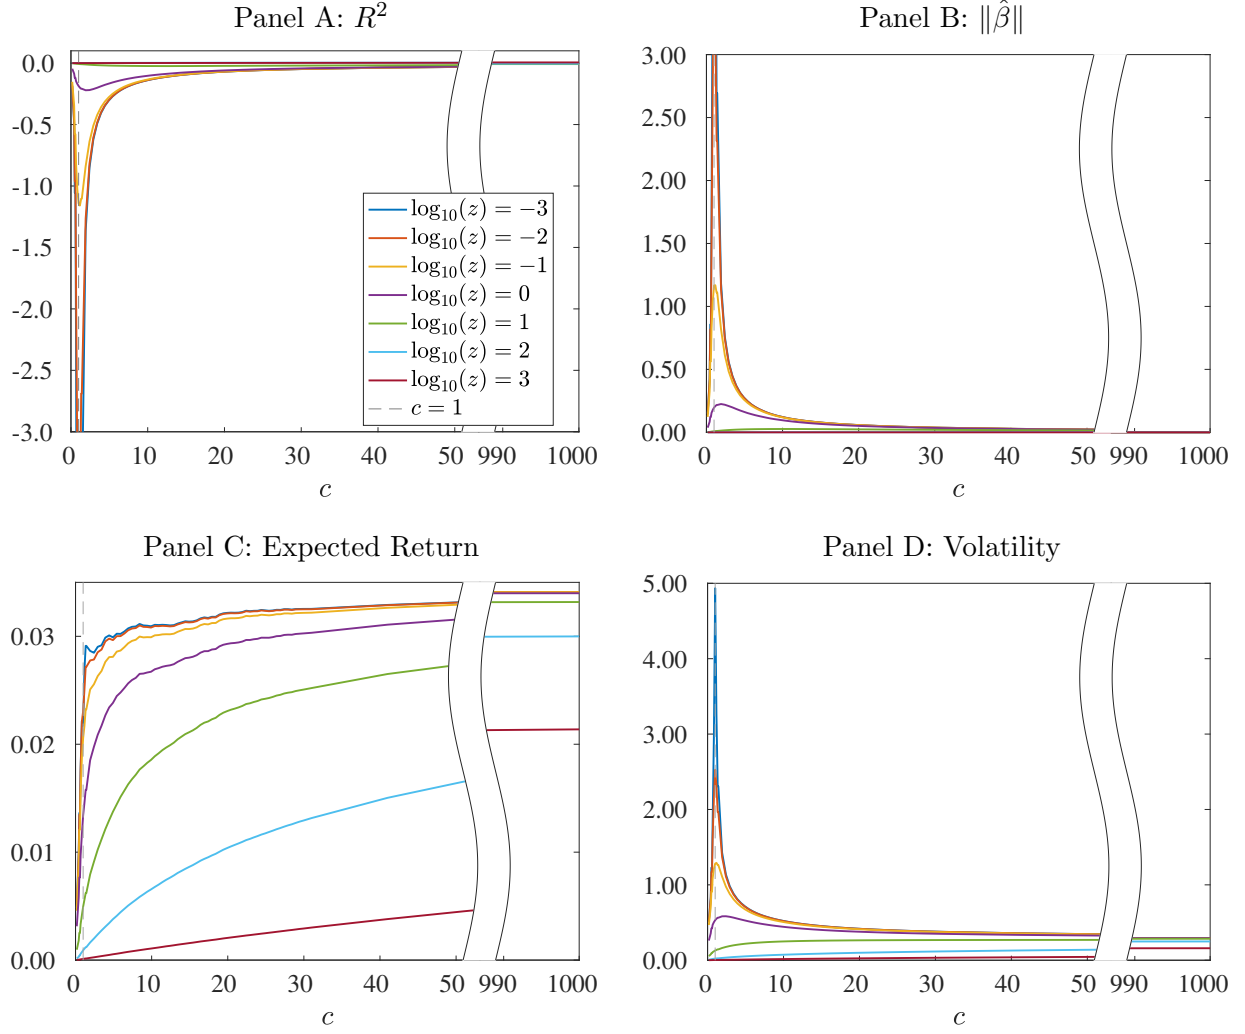 Panel A: R²
0.0
-0.5
-1.0
-1.5
-2.0
-2.5
-3.0
log₁₀(z) = −3
log₁₀(z) = −2
log₁₀(z) = −1
log₁₀(z) = 0
log₁₀(z) = 1
log₁₀(z) = 2
log₁₀(z) = 3
c = 1
0 10 20 30 40 50 990 1000
c
Panel B: ‖β̂‖
3.00
2.50
2.00
1.50
1.00
0.50
0.00
0 10 20 30 40 50 990 1000
c
Panel C: Expected Return
0.03
0.02
0.01
0.00
0 10 20 30 40 50 990 1000
c
Panel D: Volatility
5.00
4.00
3.00
2.00
1.00
0.00
0 10 20 30 40 50 990 1000
c